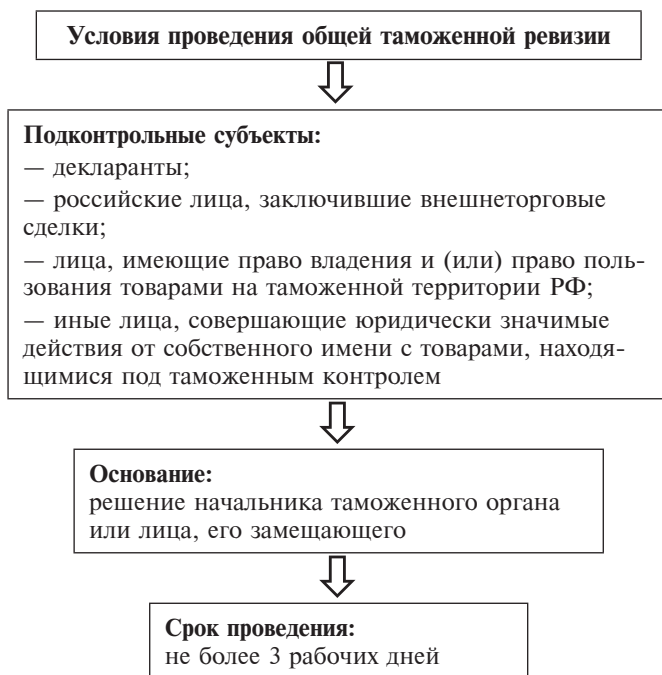 Условия проведения общей таможенной ревизии
Подконтрольные субъекты:
— декларанты;
— российские лица, заключившие внешнеторговые
сделки;
— лица, имеющие право владения и (или) право поль-
зования товарами на таможенной территории РФ;
— иные лица, совершающие юридически значимые
действия от собственного имени с товарами, находя-
щимися под таможенным контролем
Основание:
решение начальника таможенного органа
или лица, его замещающего
Срок проведения:
не более 3 рабочих дней